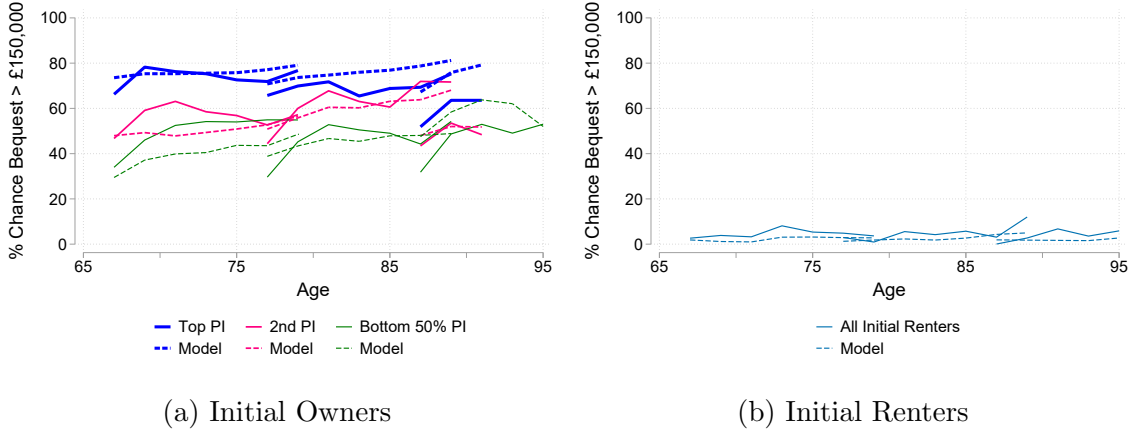 % Chance Bequest > £150,000
100
80
60
40
20
0
65
75
85
95
Age
Top PI
2nd PI
Bottom 50% PI
Model
Model
Model
(a) Initial Owners
% Chance Bequest > £150,000
100
80
60
40
20
0
65
75
85
95
Age
All Initial Renters
Model
(b) Initial Renters